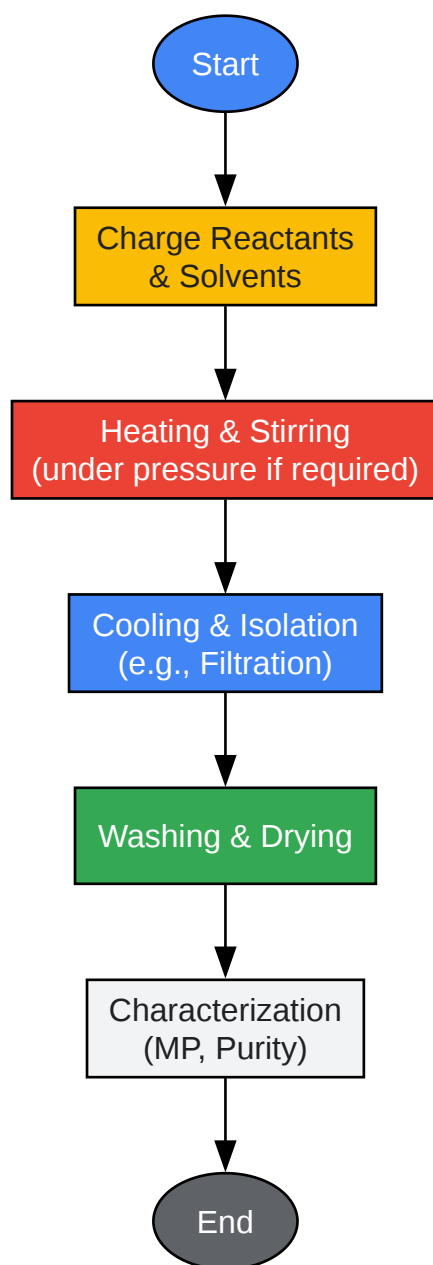 Start
Charge Reactants
& Solvents
Heating & Stirring
(under pressure if required)
Cooling & Isolation
(e.g., Filtration)
Washing & Drying
Characterization
(MP, Purity)
End